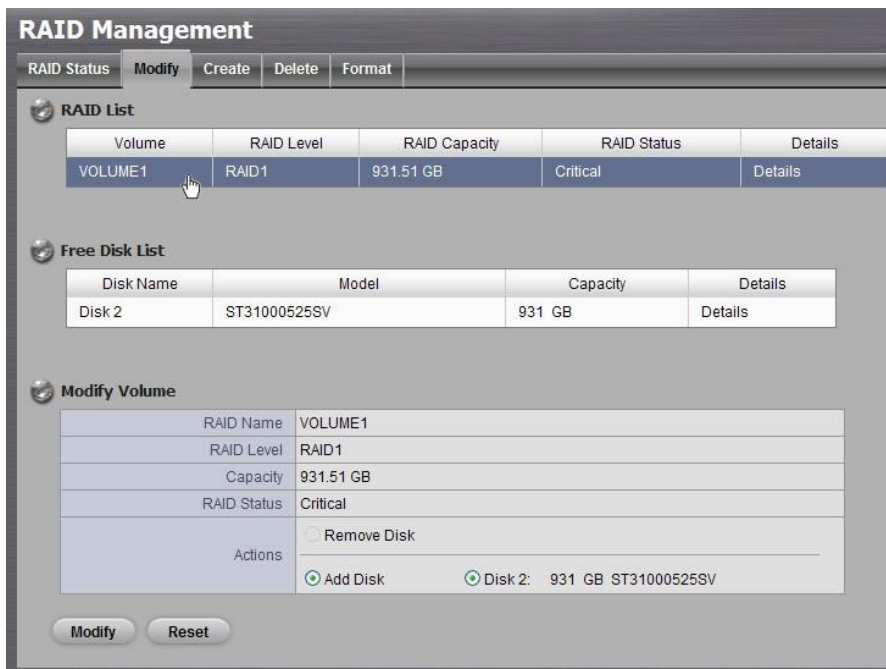 RAID Management
RAID Status Modify Create Delete Format
RAID List
Volume RAID Level RAID Capacity RAID Status Details
VOLUME1 RAID1 931.51 GB Critical Details
Free Disk List
Disk Name Model Capacity Details
Disk 2 ST31000525SV 931 GB Details
Modify Volume
RAID Name VOLUME1
RAID Level RAID1
Capacity 931.51 GB
RAID Status Critical
Actions
Remove Disk
Add Disk Disk 2: 931 GB ST31000525SV
Modify Reset